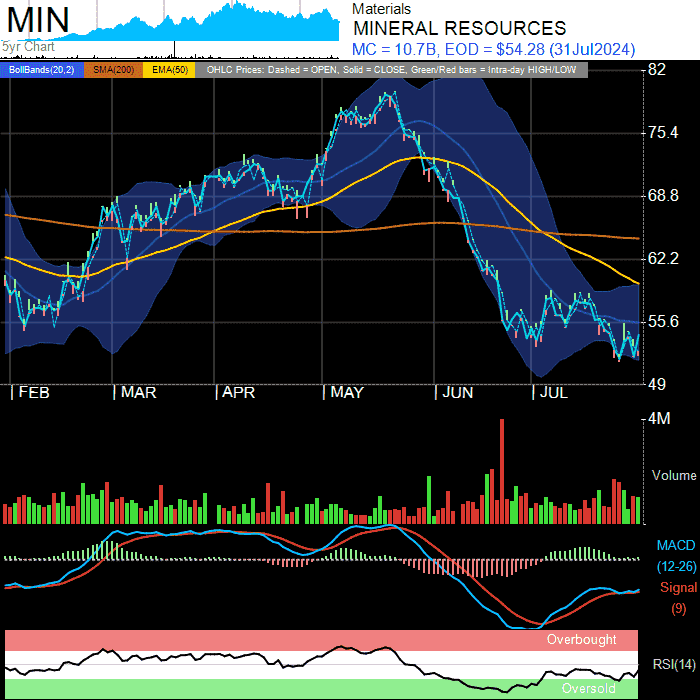 MIN
5yr Chart
Materials
MINERAL RESOURCES
MC = 10.7B, EOD = $54.28 (31Jul2024)
BollBands(20,2) SMA(200) EMA(50) OHLC Prices: Dashed = OPEN, Solid = CLOSE, Green/Red bars = Intra-day HIGH/LOW
82
75.4
68.8
62.2
55.6
49
FEB MAR APR MAY JUN JUL
4M
Volume
MACD
(12-26)
Signal
(9)
Overbought
RSI(14)
Oversold